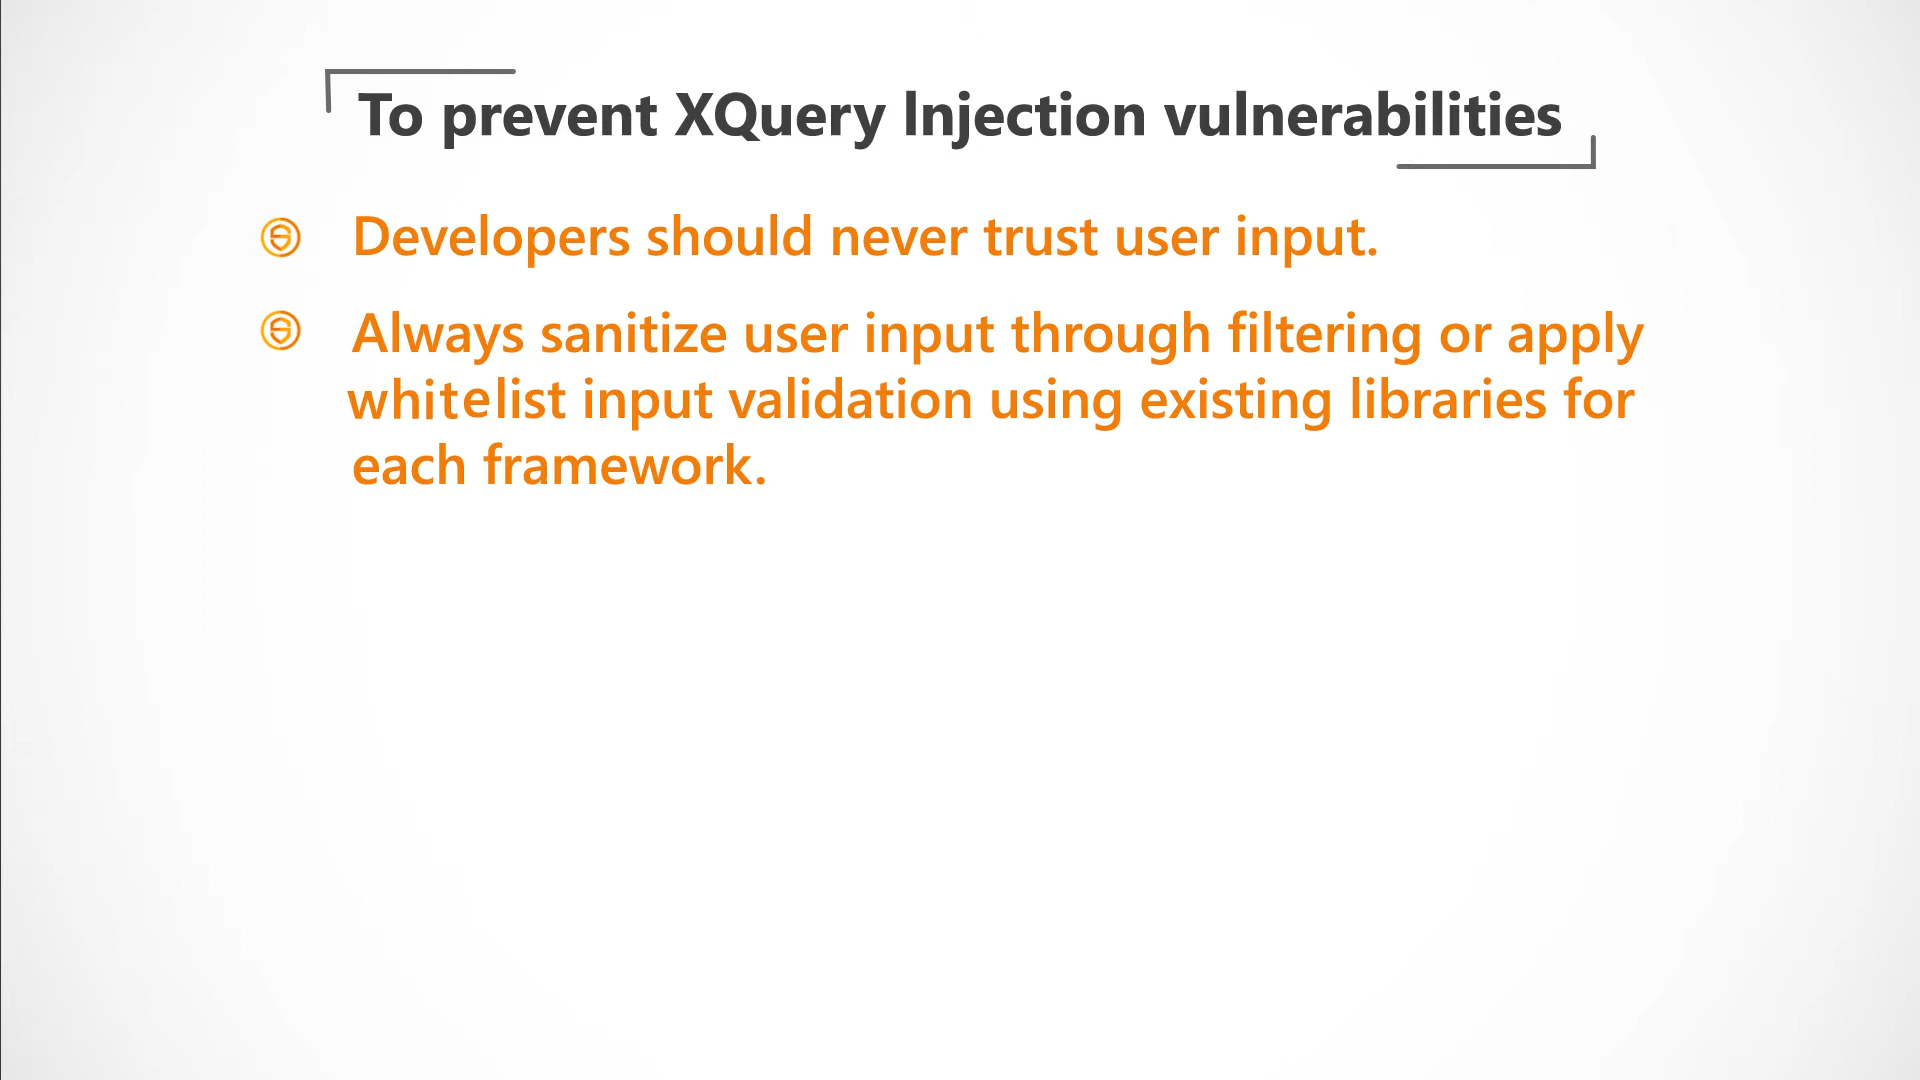 To prevent XQuery Injection vulnerabilities
Developers should never trust user input.
Always sanitize user input through filtering or apply
whitelist input validation using existing libraries for
each framework.